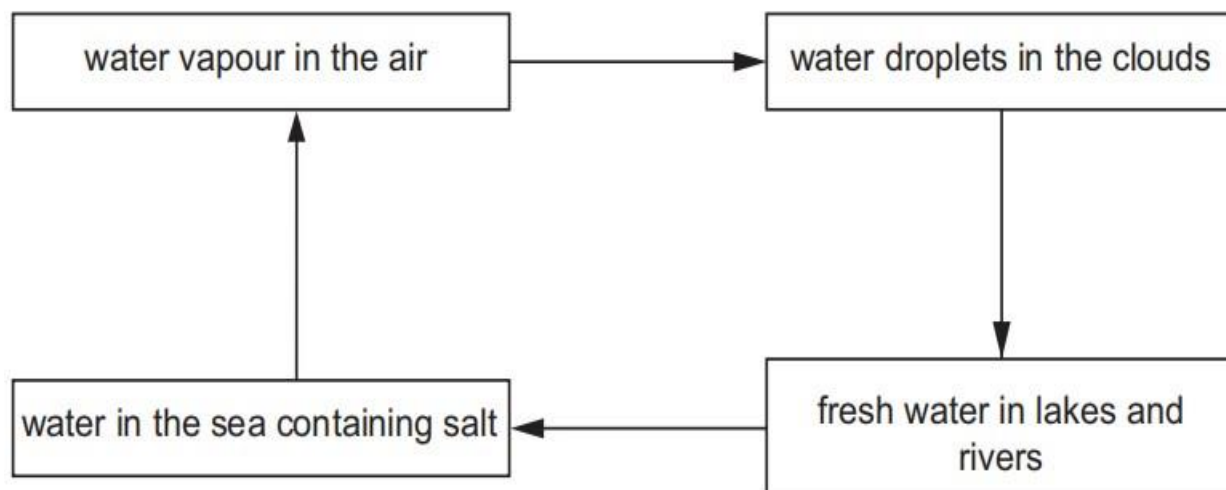 water vapour in the air
water droplets in the clouds
water in the sea containing salt
fresh water in lakes and
rivers